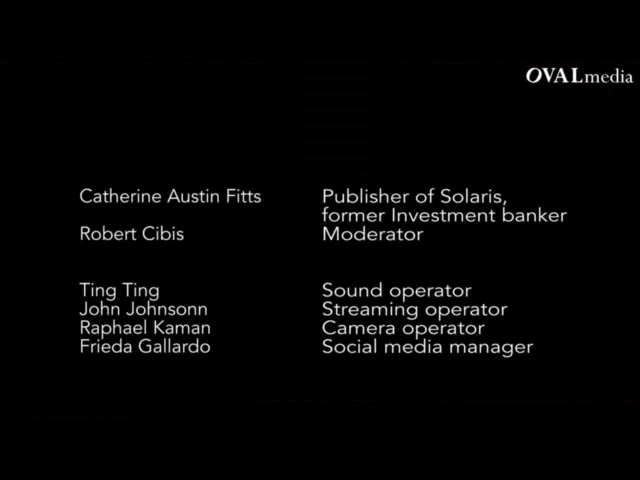 OVALmedia
Catherine Austin Fitts Publisher of Solaris,
former Investment banker
Robert Cibis Moderator
Ting Ting Sound operator
John Johnsonn Streaming operator
Raphael Kaman Camera operator
Frieda Gallardo Social media manager